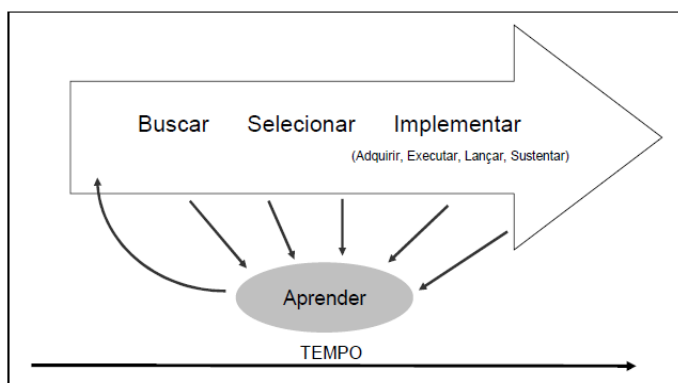 Buscar Selecionar Implementar
(Adquirir, Executar, Lançar, Sustentar)
Aprender
TEMPO